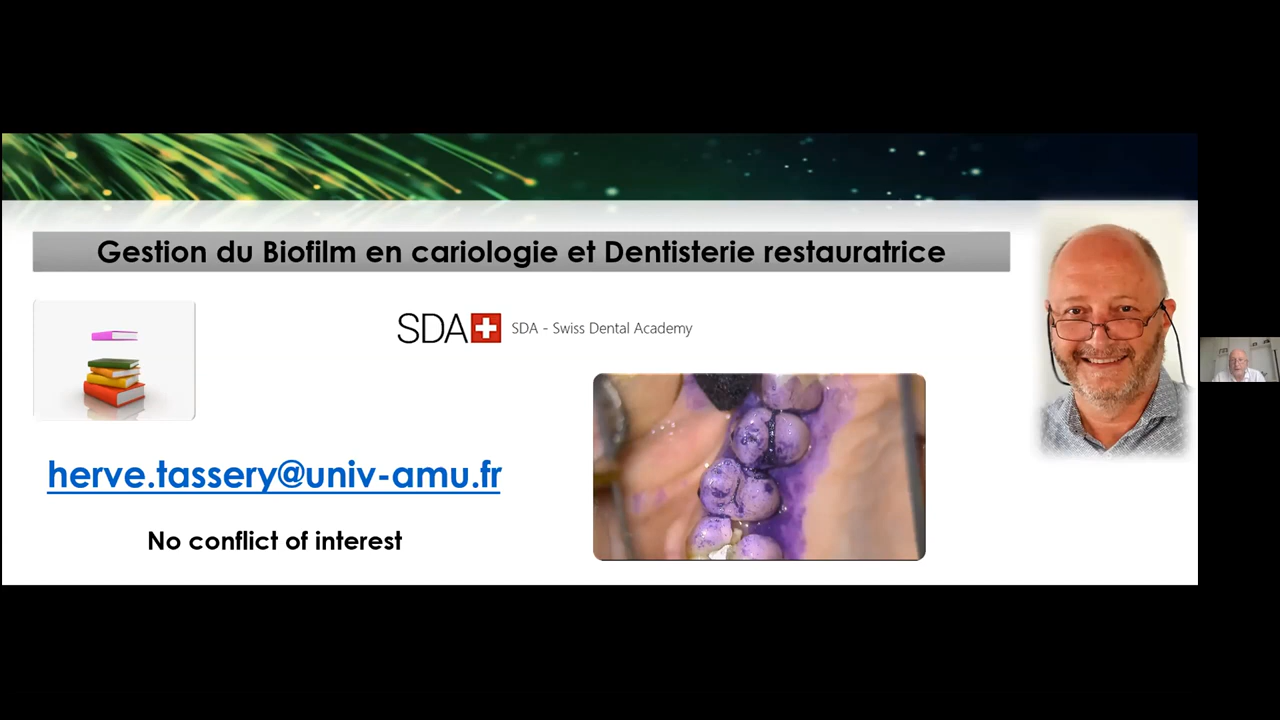 Gestion du Biofilm en cariologie et Dentisterie restauratrice
SDA SDA - Swiss Dental Academy
herve.tassery@univ-amu.fr
No conflict of interest